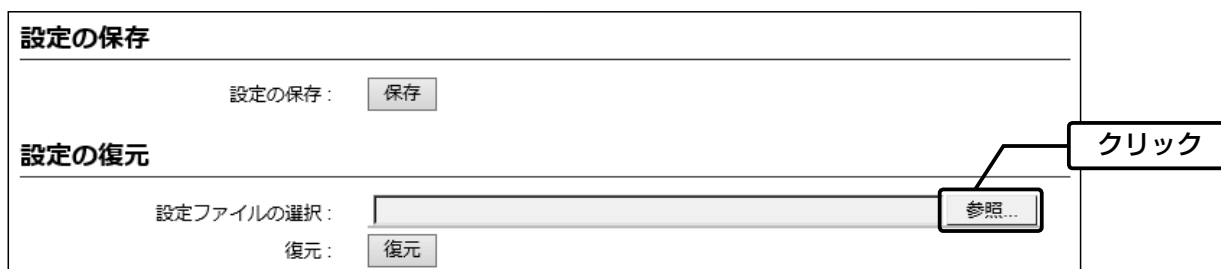 設定の保存
設定の保存 : 保存
設定の復元
クリック
設定ファイルの選択 : 参照...
復元 : 復元